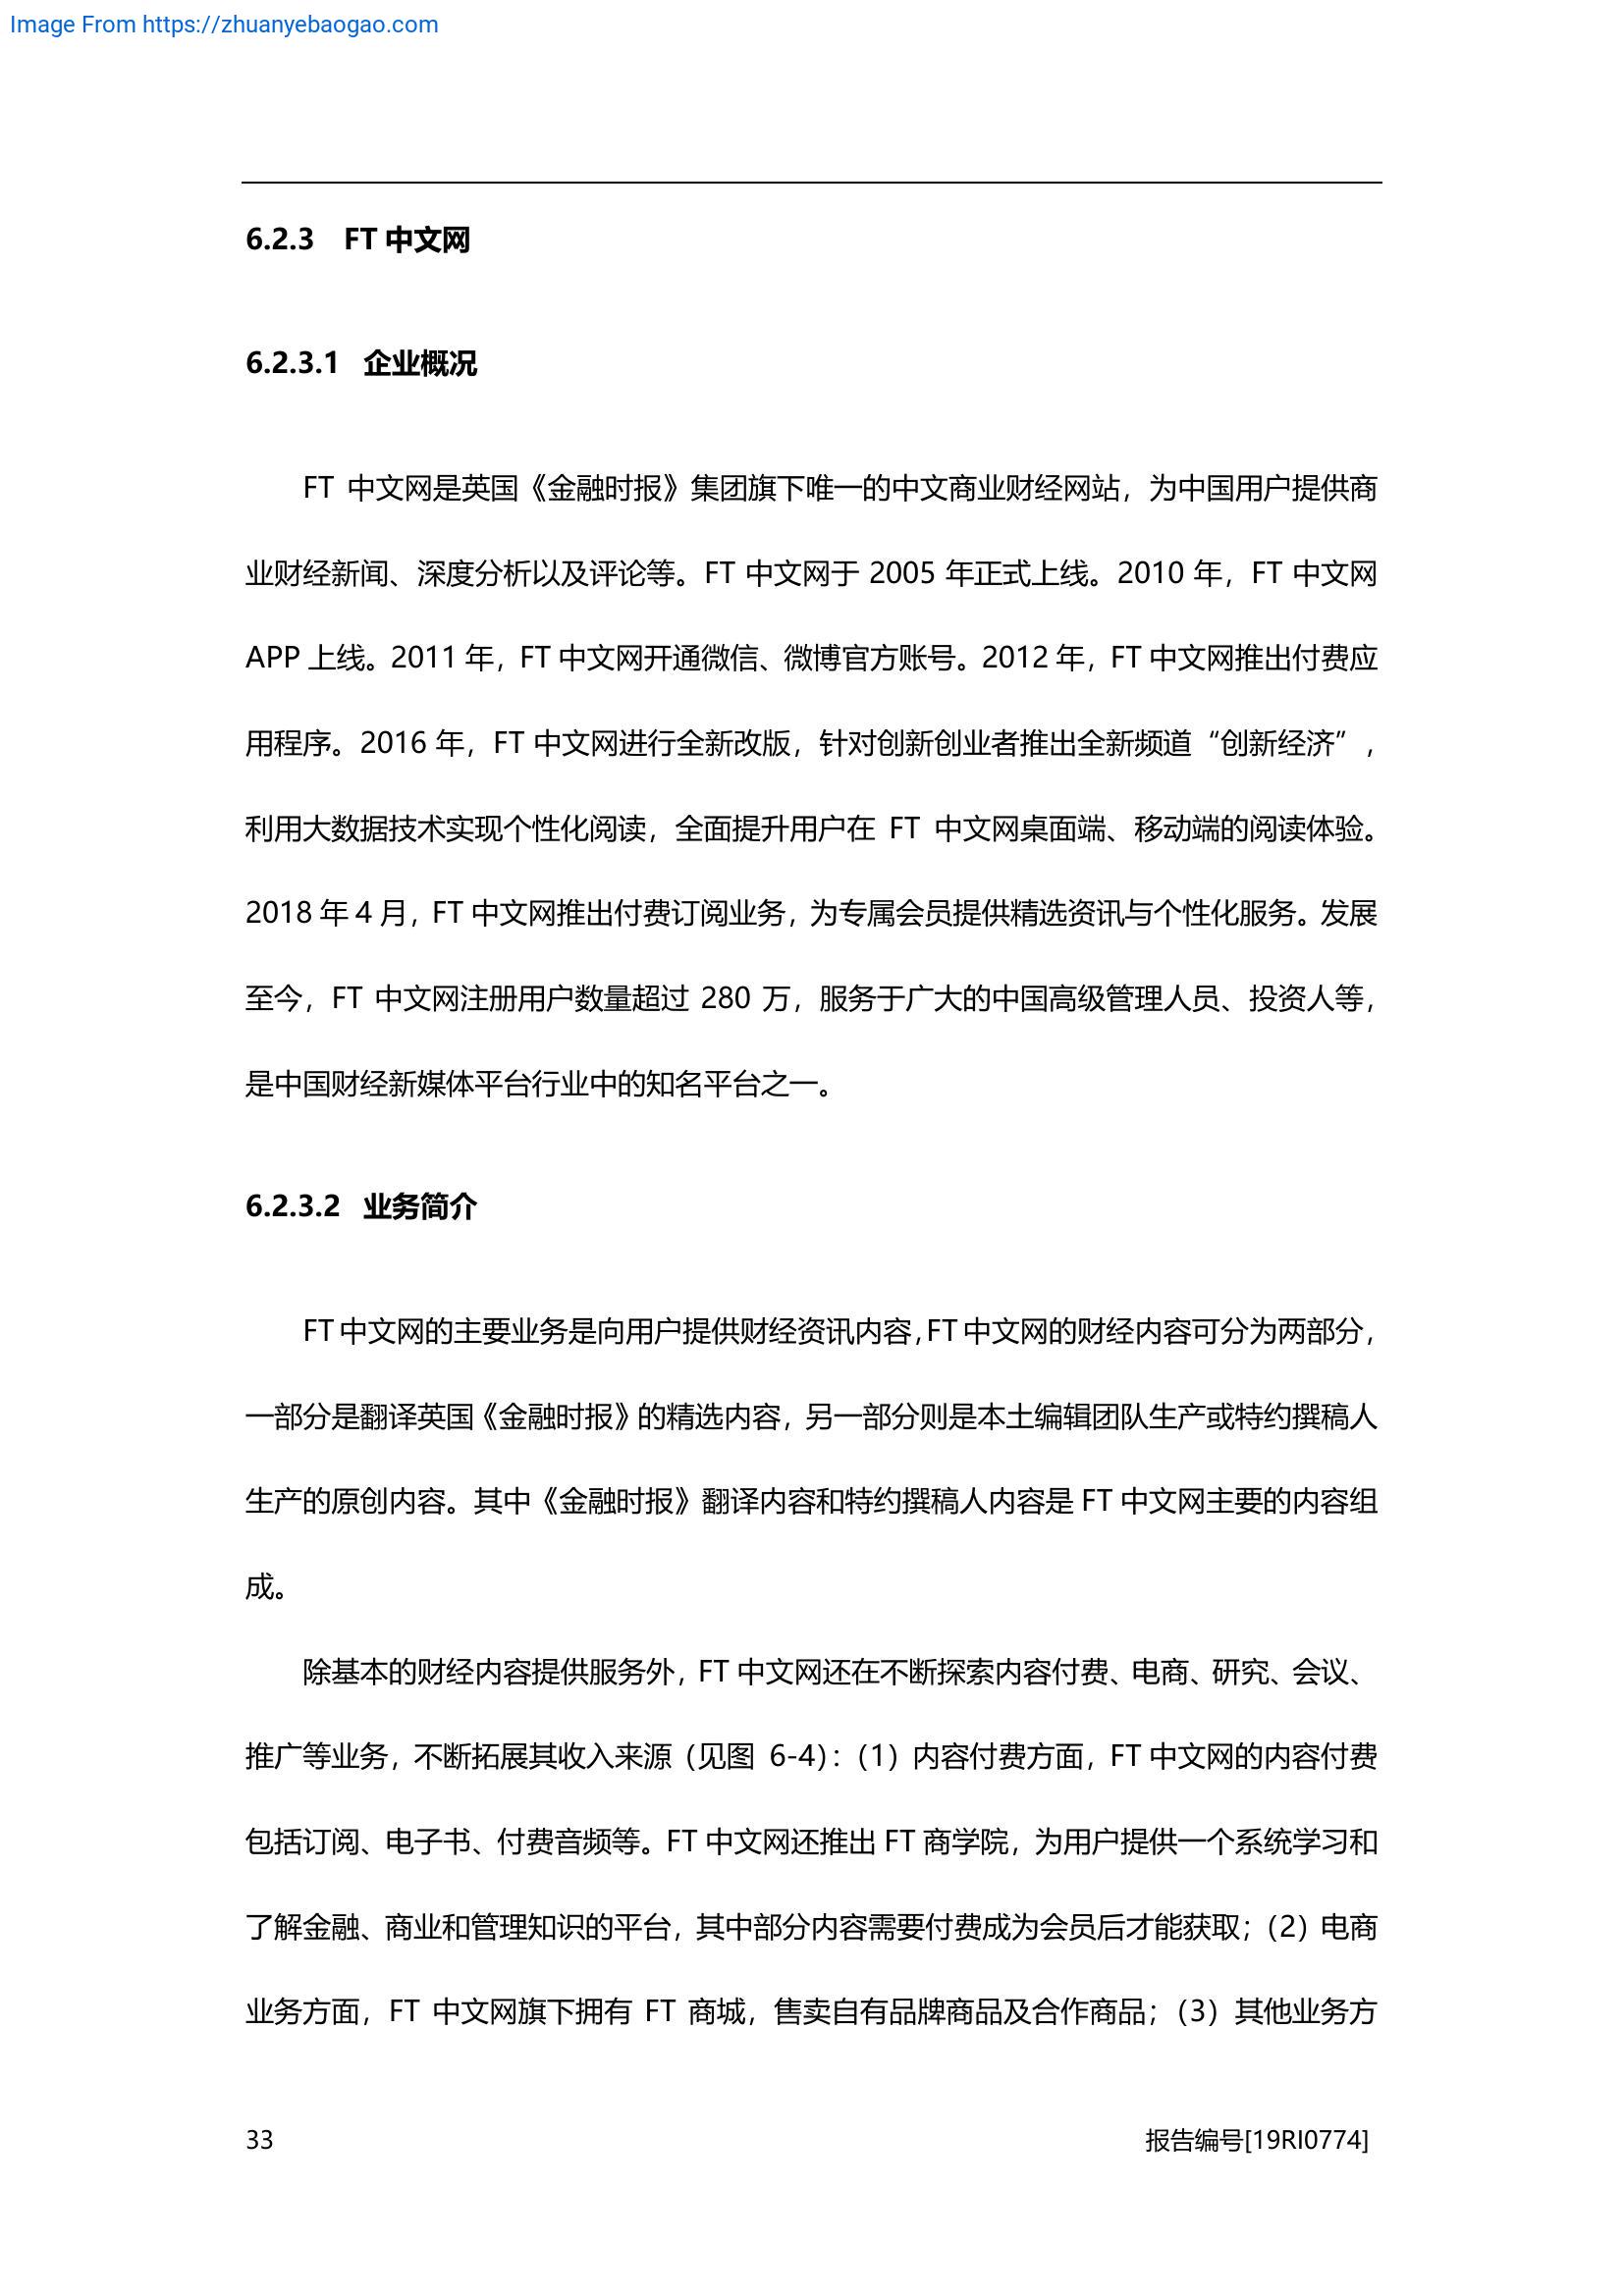 Image From https://zhuanyebaogao.com
6.2.3 FT 中文网
6.2.3.1 企业概况
FT 中文网是英国《金融时报》集团旗下唯一的中文商业财经网站，为中国用户提供商
业财经新闻、深度分析以及评论等。FT 中文网于 2005 年正式上线。2010 年，FT 中文网
APP 上线。2011 年，FT 中文网开通微信、微博官方账号。2012 年，FT 中文网推出付费应
用程序。2016 年，FT 中文网进行全新改版，针对创新创业者推出全新频道“创新经济”，
利用大数据技术实现个性化阅读，全面提升用户在 FT 中文网桌面端、移动端的阅读体验。
2018 年 4 月，FT 中文网推出付费订阅业务，为专属会员提供精选资讯与个性化服务。发展
至今，FT 中文网注册用户数量超过 280 万，服务于广大的中国高级管理人员、投资人等，
是中国财经新媒体平台行业中的知名平台之一。
6.2.3.2 业务简介
FT 中文网的主要业务是向用户提供财经资讯内容，FT 中文网的财经内容可分为两部分，
一部分是翻译英国《金融时报》的精选内容，另一部分则是本土编辑团队生产或特约撰稿人
生产的原创内容。其中《金融时报》翻译内容和特约撰稿人内容是 FT 中文网主要的内容组
成。
除基本的财经内容提供服务外，FT 中文网还在不断探索内容付费、电商、研究、会议、
推广等业务，不断拓展其收入来源（见图 6-4）：（1）内容付费方面，FT 中文网的内容付费
包括订阅、电子书、付费音频等。FT 中文网还推出 FT 商学院，为用户提供一个系统学习和
了解金融、商业和管理知识的平台，其中部分内容需要付费成为会员后才能获取；（2）电商
业务方面，FT 中文网旗下拥有 FT 商城，售卖自有品牌商品及合作商品；（3）其他业务方
33 报告编号[19RI0774]